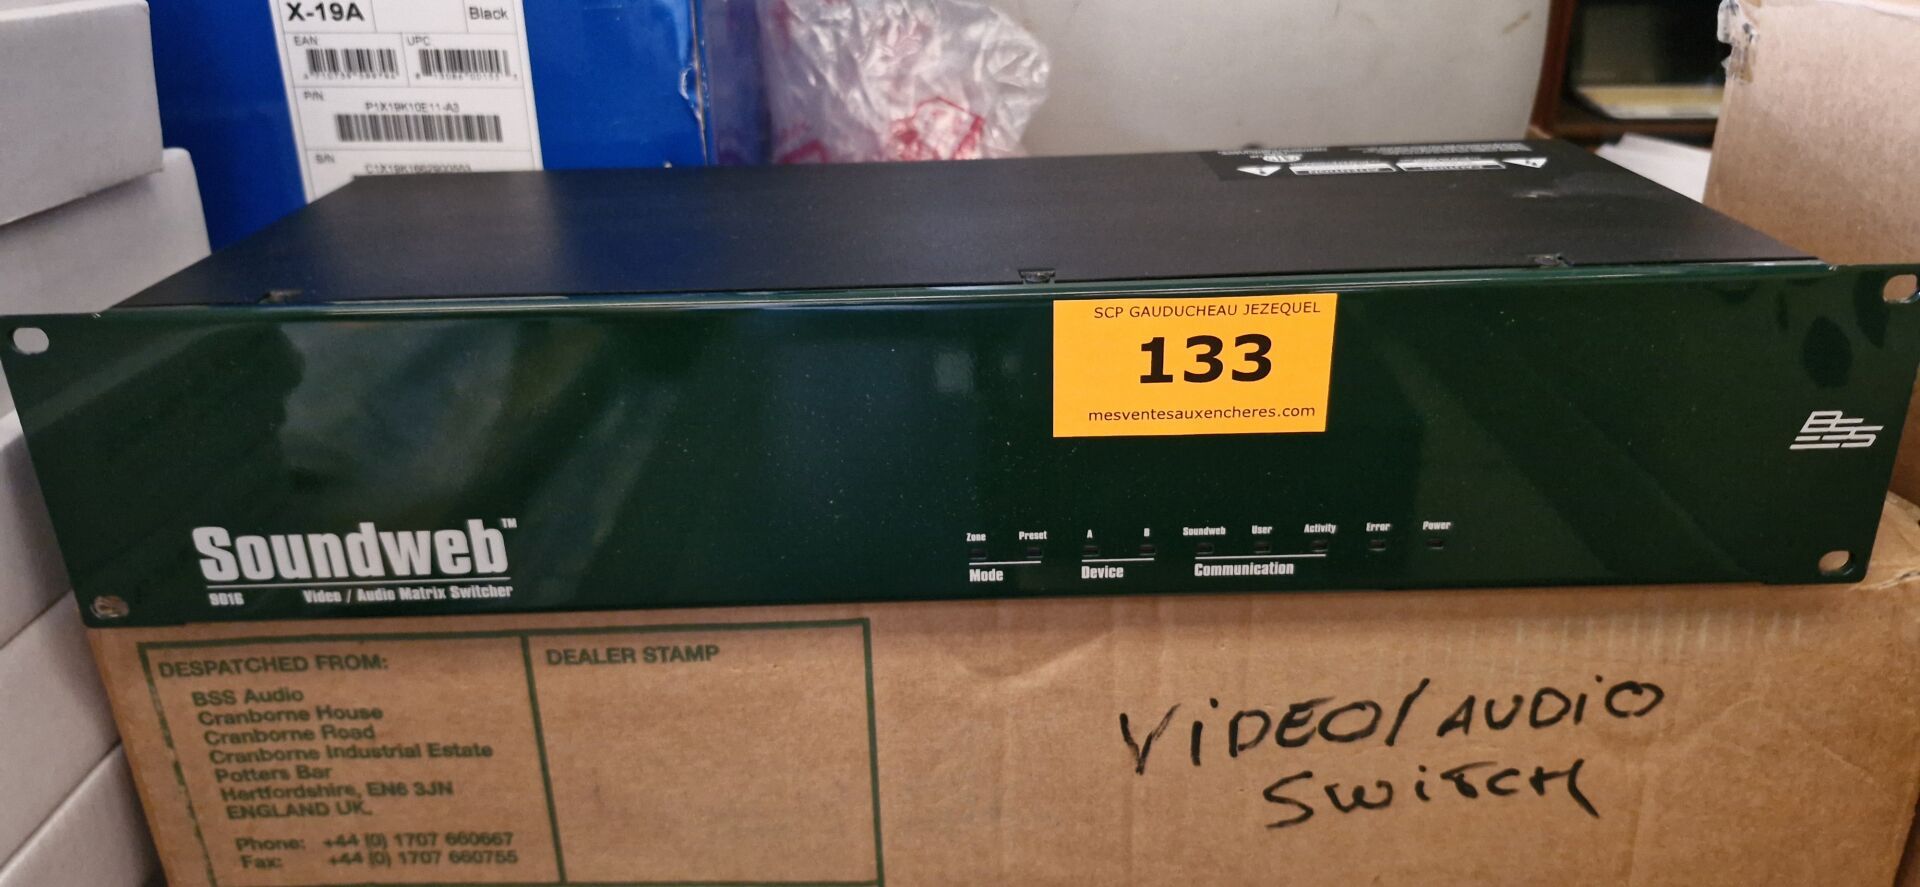 X-19A
Black
EAN
UPC
P/N
P1X19K10E11-A3
S/N
SCP GAUDUCHEAU JEZEQUEL
133
mesventesauxencheres.com
BSS
Soundweb™
9016 Video / Audio Matrix Switcher
Zone Preset A B Soundweb User Activity Error Power
Mode Device Communication
DESPATCHED FROM:
BSS Audio
Cranborne House
Cranborne Road
Cranborne Industrial Estate
Potters Bar
Hertfordshire, EN6 3JN
ENGLAND UK.
Phone: +44 (0) 1707 660667
Fax: +44 (0) 1707 660755
DEALER STAMP
ViDEO/AUDiO
SWiTCH